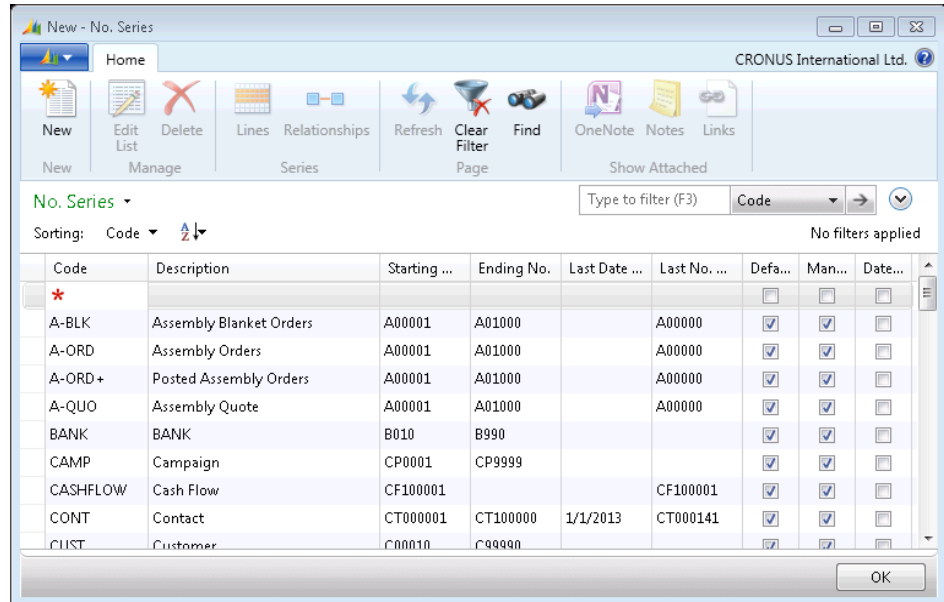 New - No. Series
Home
CRONUS International Ltd.
New
Edit List
Delete
Lines
Relationships
Refresh
Clear Filter
Find
OneNote
Notes
Links
New
Manage
Series
Page
Show Attached
No. Series
Type to filter (F3)
Code
Sorting: Code
No filters applied
Code Description Starting ... Ending No. Last Date ... Last No. ... Defa... Man... Date...
A-BLK Assembly Blanket Orders A00001 A01000 A00000
A-ORD Assembly Orders A00001 A01000 A00000
A-ORD+ Posted Assembly Orders A00001 A01000 A00000
A-QUO Assembly Quote A00001 A01000 A00000
BANK BANK B010 B990
CAMP Campaign CP0001 CP9999
CASHFLOW Cash Flow CF100001 CF100001
CONT Contact CT000001 CT100000 1/1/2013 CT000141
CUST Customer C00010 C99990
OK